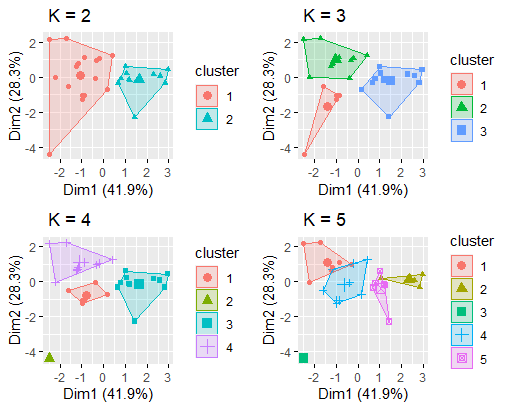 K = 2
2
0
-2
-4
Dim2 (28.3%)
-2 -1 0 1 2 3
Dim1 (41.9%)
cluster
1
2
K = 3
2
0
-2
-4
Dim2 (28.3%)
-2 -1 0 1 2 3
Dim1 (41.9%)
cluster
1
2
3
K = 4
2
0
-2
-4
Dim2 (28.3%)
-2 -1 0 1 2 3
Dim1 (41.9%)
cluster
1
2
3
4
K = 5
2
0
-2
-4
Dim2 (28.3%)
-2 -1 0 1 2 3
Dim1 (41.9%)
cluster
1
2
3
4
5